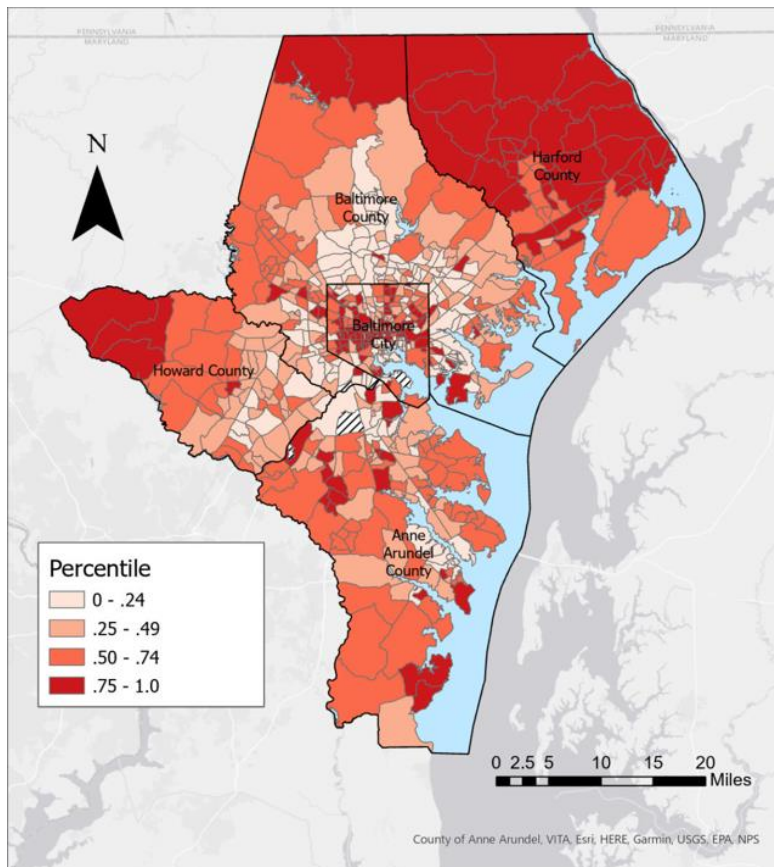 PENNSYLVANIA
MARYLAND
PENNSYLVANIA
MARYLAND
N
Harford
County
Baltimore
County
Baltimore
City
Howard County
Anne
Arundel
County
Percentile
0 - .24
.25 - .49
.50 - .74
.75 - 1.0
0 2.5 5 10 15 20
Miles
County of Anne Arundel, VITA, Esri, HERE, Garmin, USGS, EPA, NPS